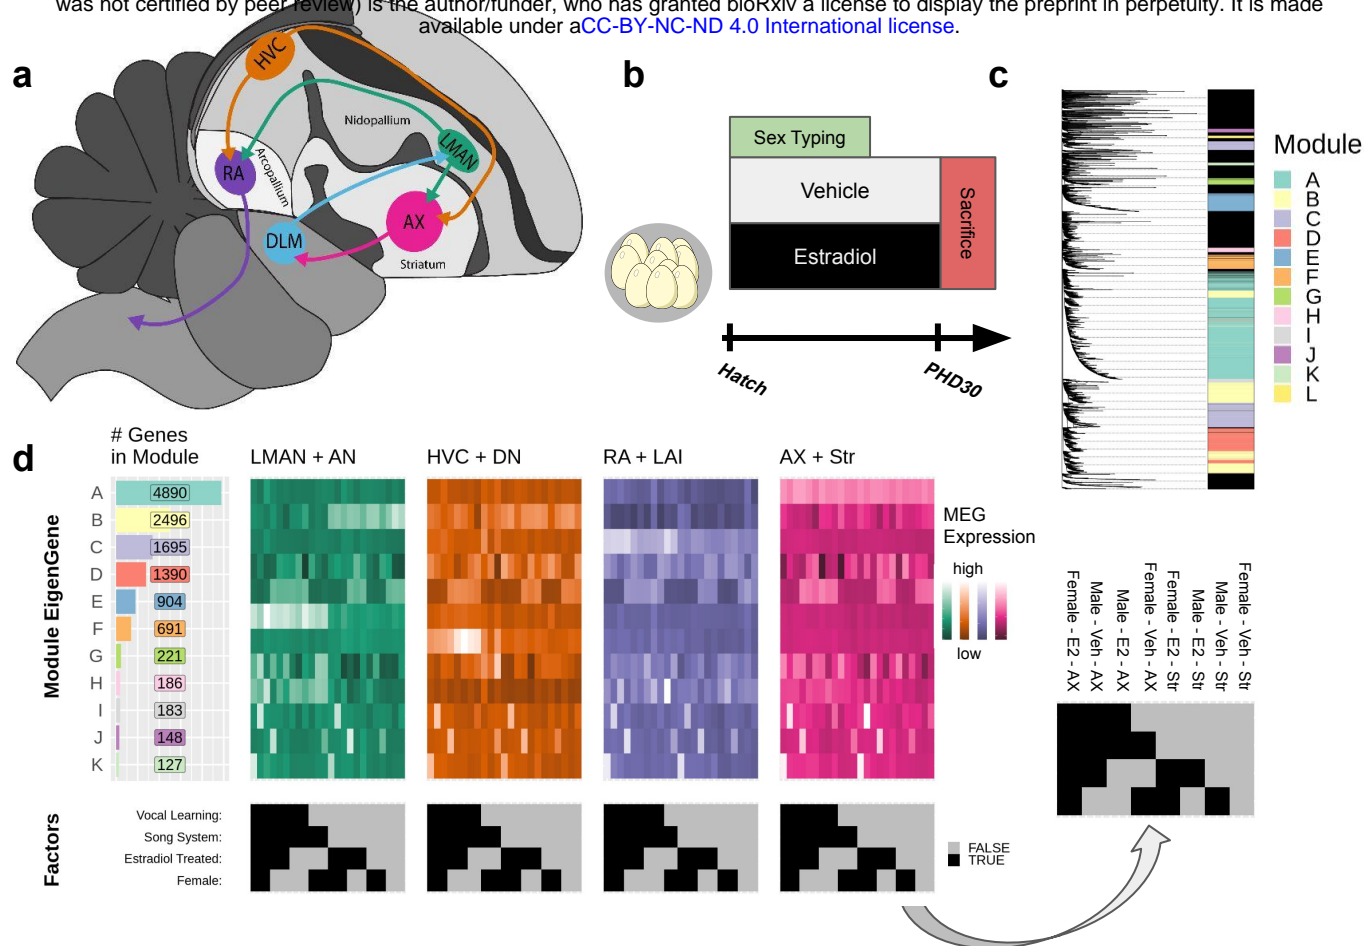 was not certified by peer review) is the author/funder, who has granted bioRxiv a license to display the preprint in perpetuity. It is made
available under aCC-BY-NC-ND 4.0 International license.
a
HVC
Nidopallium
LMAN
RA
Arcopallium
AX
DLM
Striatum
b
Sex Typing
Vehicle
Estradiol
Sacrifice
Hatch
PHD30
c
Module
A
B
C
D
E
F
G
H
I
J
K
L
d
# Genes
in Module
LMAN + AN
HVC + DN
RA + LAI
AX + Str
Module EigenGene
A 4890
B 2496
C 1695
D 1390
E 904
F 691
G 221
H 186
I 183
J 148
K 127
MEG
Expression
high
low
Factors
Vocal Learning:
Song System:
Estradiol Treated:
Female:
FALSE
TRUE
Female - E2 - AX
Male - Veh - AX
Male - E2 - AX
Female - Veh - AX
Female - E2 - Str
Male - E2 - Str
Male - Veh - Str
Female - Veh - Str